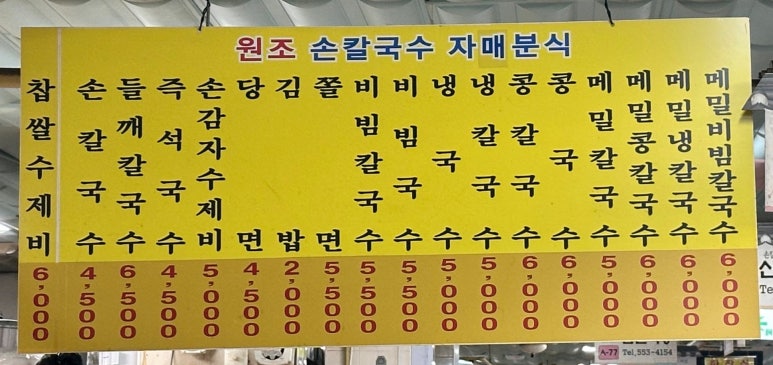 원조 손칼국수 자매분식
찹쌀수제비 6,000
손칼국수 4,500
들깨칼국수 6,000
즉석국수 4,500
손감자수제비 5,000
당면 4,500
김밥 2,000
쫄면 5,500
비빔칼국수 5,500
비빔국수 5,500
냉국수 5,000
냉칼국수 5,000
콩칼국수 6,000
콩국수 6,000
메밀칼국수 5,000
메밀콩칼국수 6,000
메밀냉칼국수 6,000
메밀비빔칼국수 6,000
A-77 Tel,553-4154